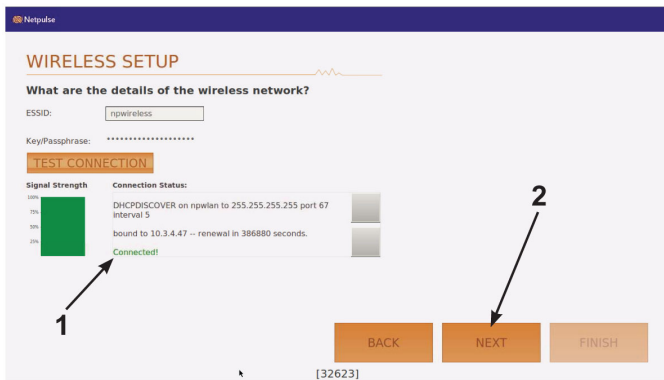 Netpulse
WIRELESS SETUP
What are the details of the wireless network?
ESSID: npwireless
Key/Passphrase: ••••••••••••••••••••
TEST CONNECTION
Signal Strength Connection Status:
100%
75%
50%
25%
DHCPDISCOVER on npwlan to 255.255.255.255 port 67
interval 5
bound to 10.3.4.47 -- renewal in 386880 seconds.
Connected!
1
2
BACK NEXT FINISH
[32623]